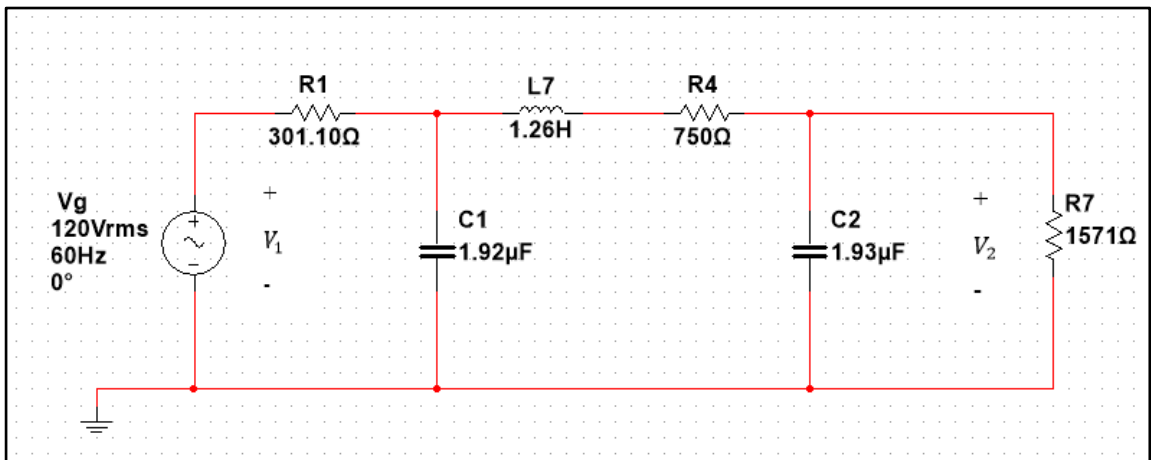 R1
301.10Ω
L7
1.26H
R4
750Ω
Vg
120Vrms
60Hz
0°
+
V1
-
+
~
-
C1
1.92µF
C2
1.93µF
+
V2
-
R7
1571Ω